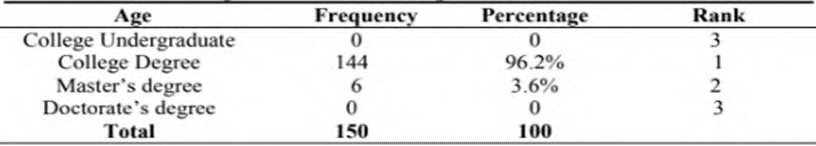 Age Frequency Percentage Rank
College Undergraduate 0 0 3
College Degree 144 96.2% 1
Master's degree 6 3.6% 2
Doctorate's degree 0 0 3
Total 150 100